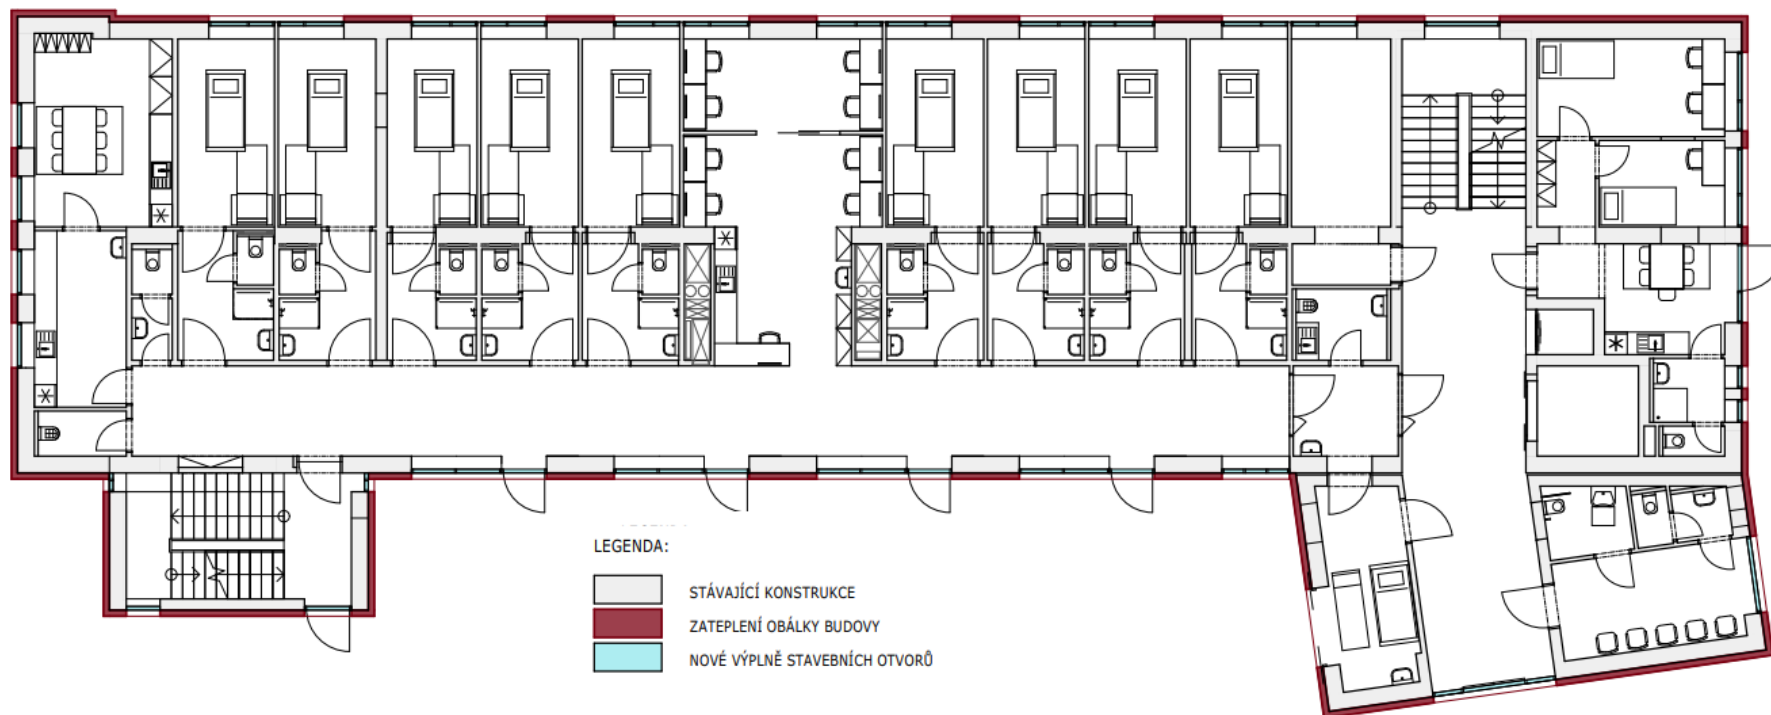 LEGENDA:
STÁVAJÍCÍ KONSTRUKCE
ZATEPLENÍ OBÁLKY BUDOVY
NOVÉ VÝPLNĚ STAVEBNÍCH OTVORŮ